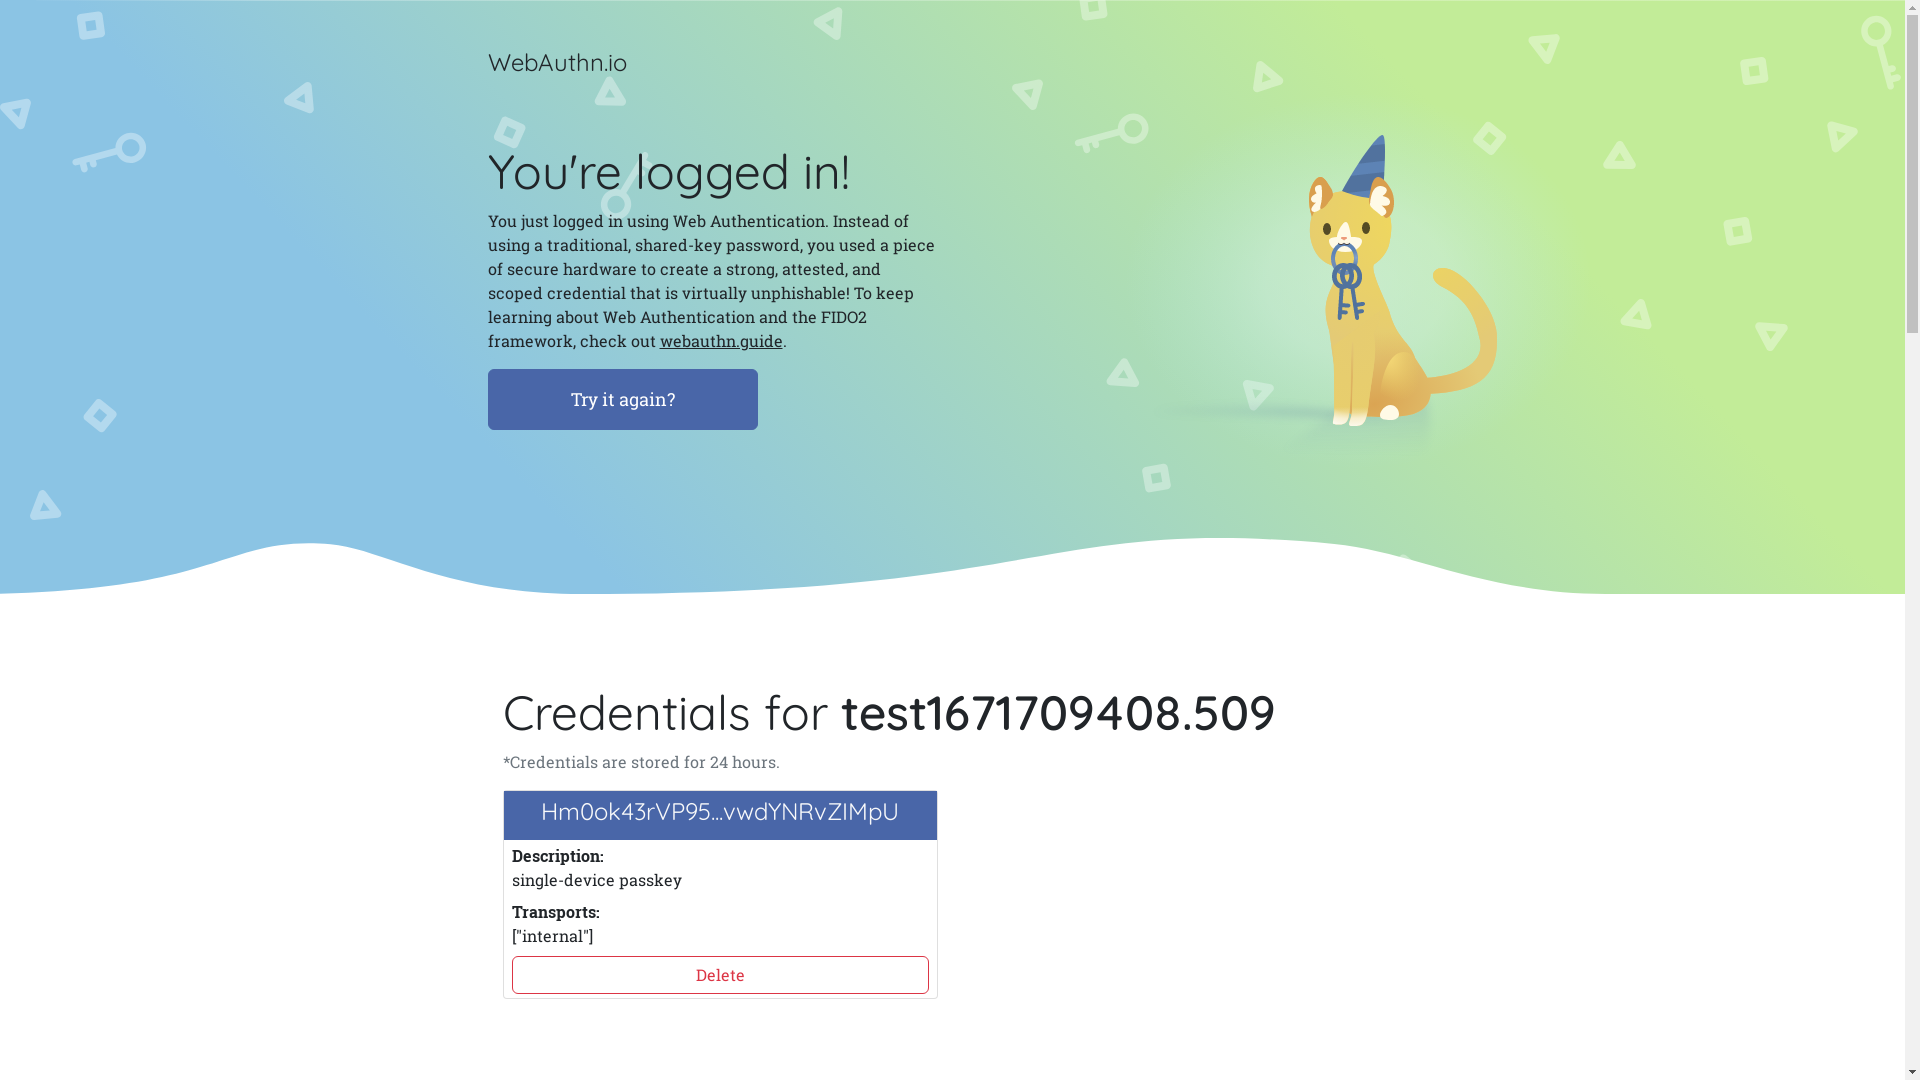 WebAuthn.io
You're logged in!
You just logged in using Web Authentication. Instead of
using a traditional, shared-key password, you used a piece
of secure hardware to create a strong, attested, and
scoped credential that is virtually unphishable! To keep
learning about Web Authentication and the FIDO2
framework, check out webauthn.guide.
Try it again?
Credentials for test1671709408.509
*Credentials are stored for 24 hours.
Hm0ok43rVP95...vwdYNRvZIMpU
Description:
single-device passkey
Transports:
["internal"]
Delete